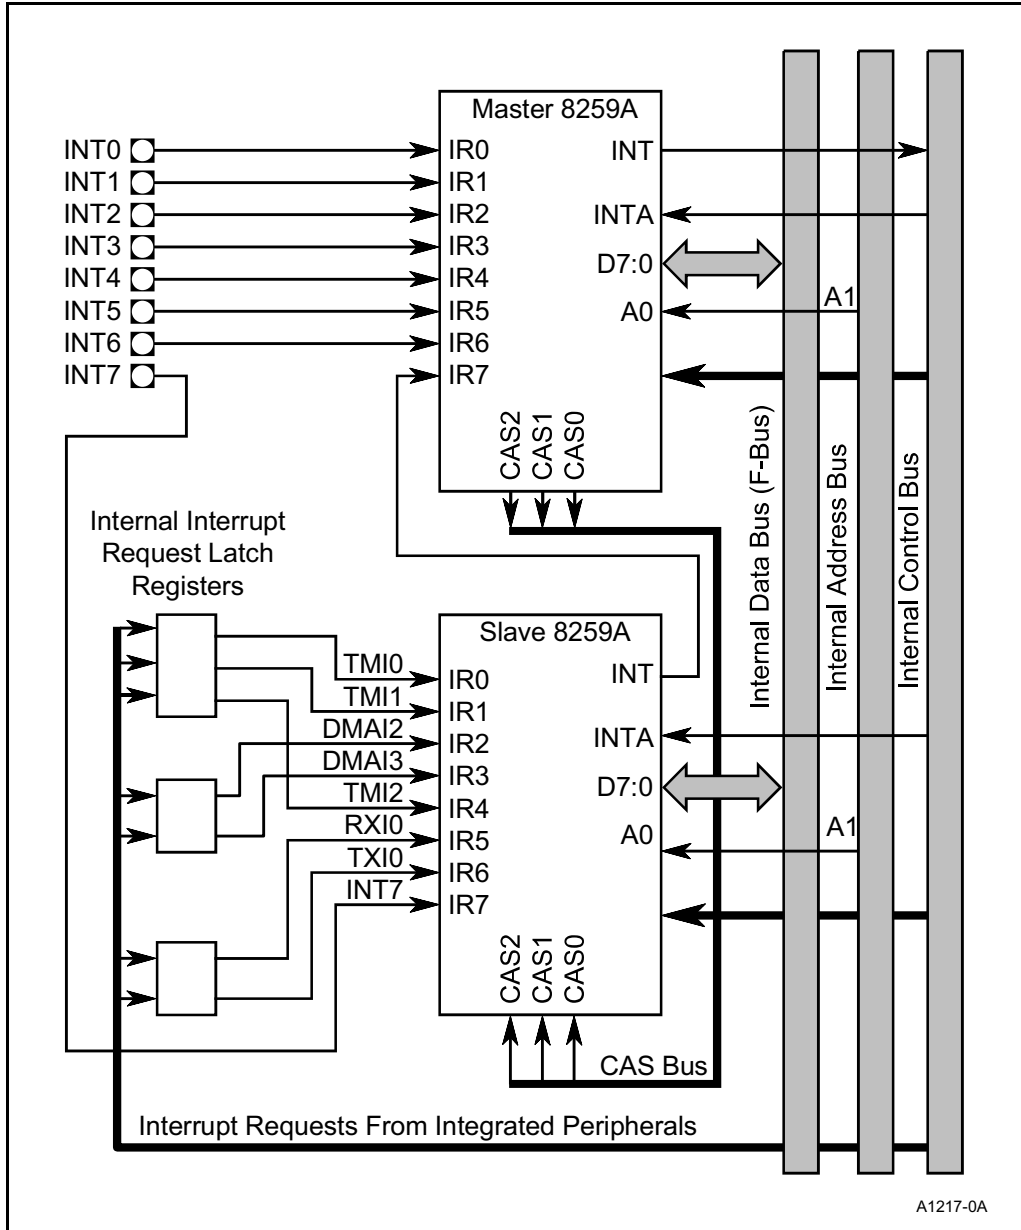 Master 8259A
INT0
INT1
INT2
INT3
INT4
INT5
INT6
INT7
IR0
IR1
IR2
IR3
IR4
IR5
IR6
IR7
INT
INTA
D7:0
A0
A1
CAS2
CAS1
CAS0
Internal Data Bus (F-Bus)
Internal Address Bus
Internal Control Bus
Internal Interrupt
Request Latch
Registers
Slave 8259A
TMI0
TMI1
DMAI2
DMAI3
TMI2
RXI0
TXI0
INT7
IR0
IR1
IR2
IR3
IR4
IR5
IR6
IR7
INT
INTA
D7:0
A0
A1
CAS2
CAS1
CAS0
CAS Bus
Interrupt Requests From Integrated Peripherals
A1217-0A